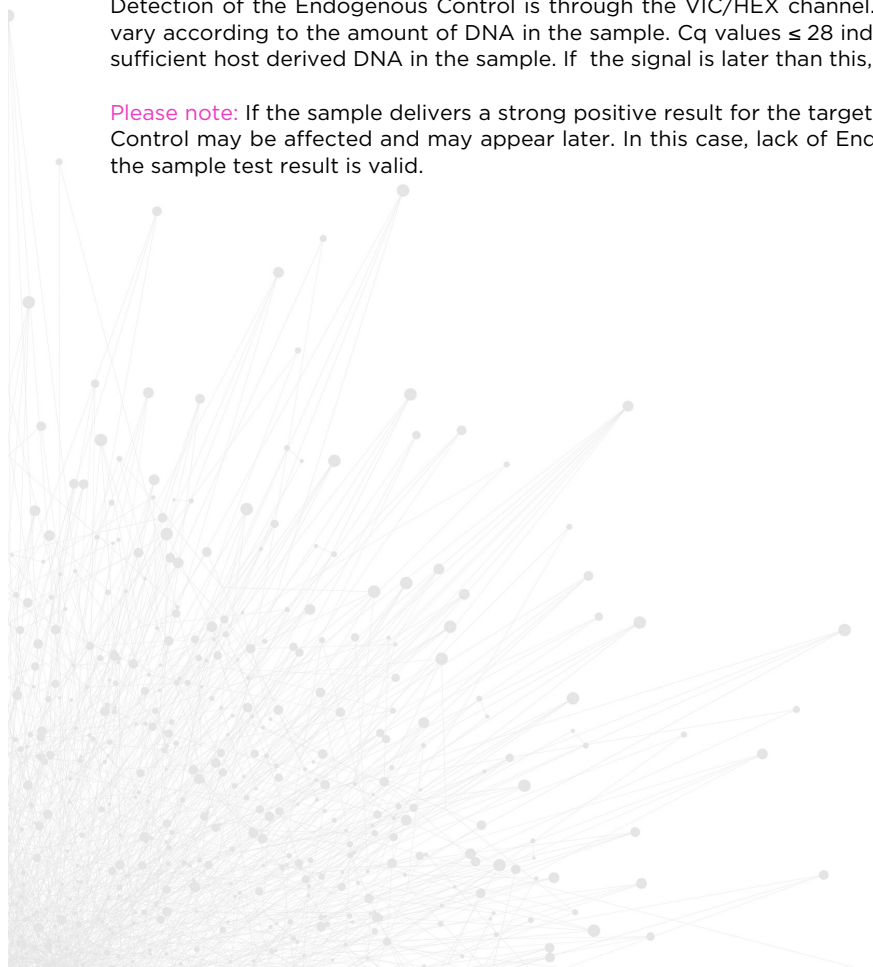 Detection of the Endogenous Control is through the VIC/HEX channel.
vary according to the amount of DNA in the sample. Cq values ≤ 28 ind
sufficient host derived DNA in the sample. If the signal is later than this,
Please note: If the sample delivers a strong positive result for the target
Control may be affected and may appear later. In this case, lack of End
the sample test result is valid.